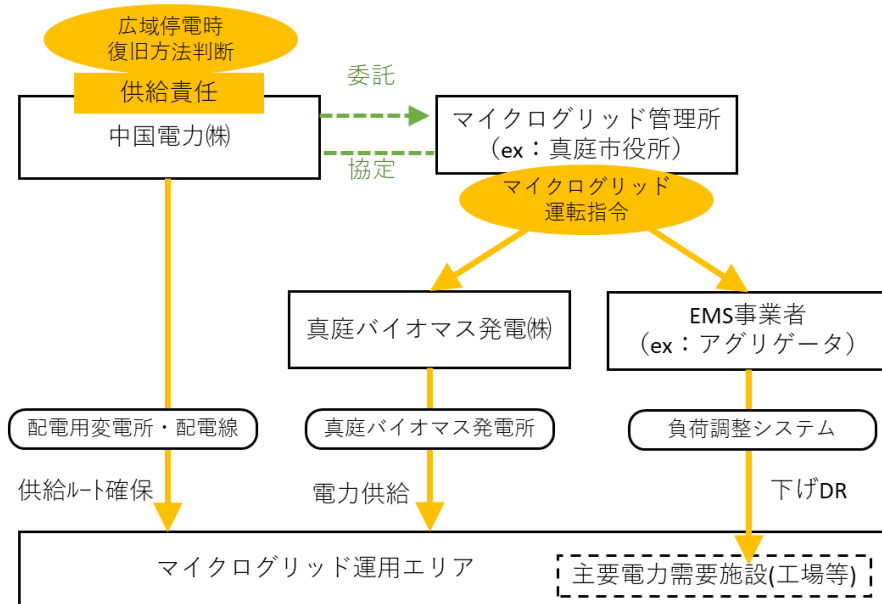 広域停電時
復旧方法判断
供給責任
中国電力㈱
委託
協定
マイクログリッド管理所
（ex：真庭市役所）
マイクログリッド
運転指令
真庭バイオマス発電㈱
EMS事業者
（ex：アグリゲータ）
配電用変電所・配電線
真庭バイオマス発電所
負荷調整システム
供給ﾙｰﾄ確保
電力供給
下げDR
マイクログリッド運用エリア
主要電力需要施設(工場等)